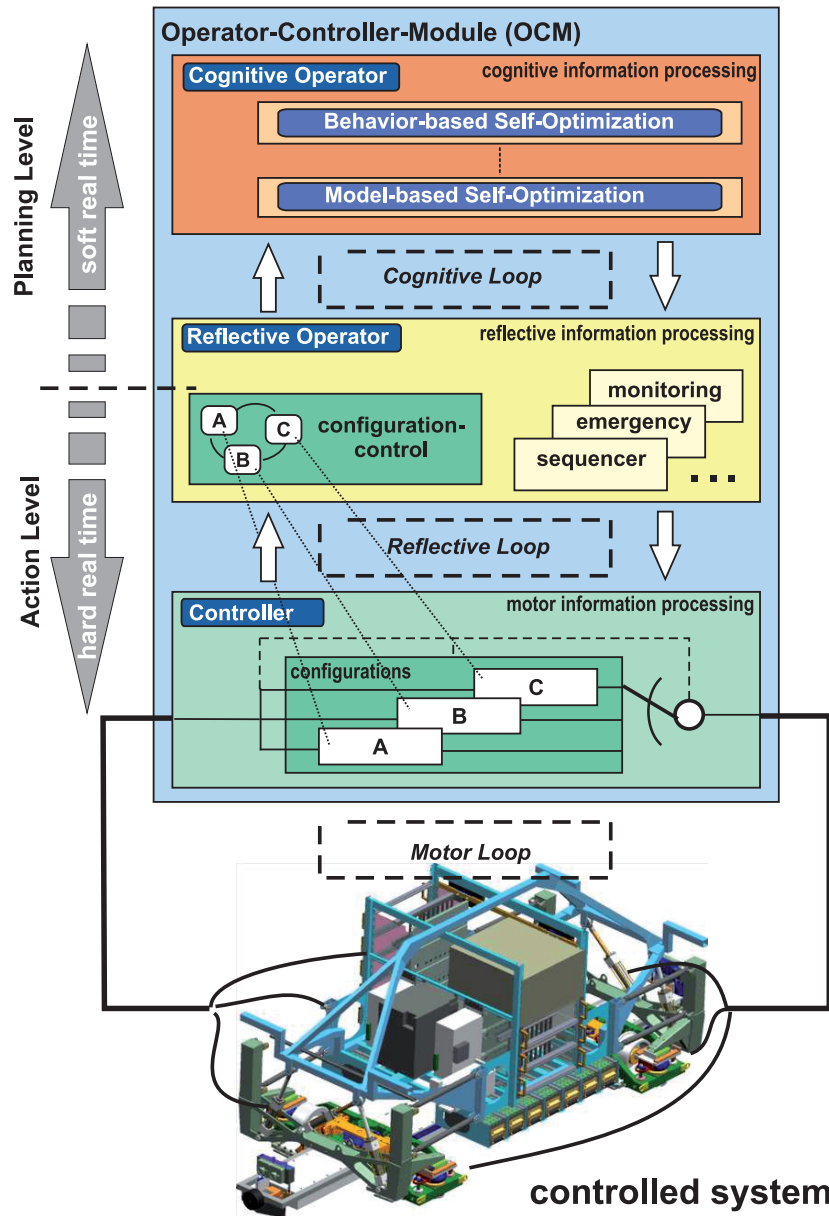 Operator-Controller-Module (OCM)
Cognitive Operator
cognitive information processing
Behavior-based Self-Optimization
Model-based Self-Optimization
Planning Level
soft real time
Cognitive Loop
Reflective Operator
reflective information processing
A
C
B
configuration-
control
monitoring
emergency
sequencer
...
Action Level
hard real time
Reflective Loop
Controller
motor information processing
configurations
C
B
A
Motor Loop
controlled system